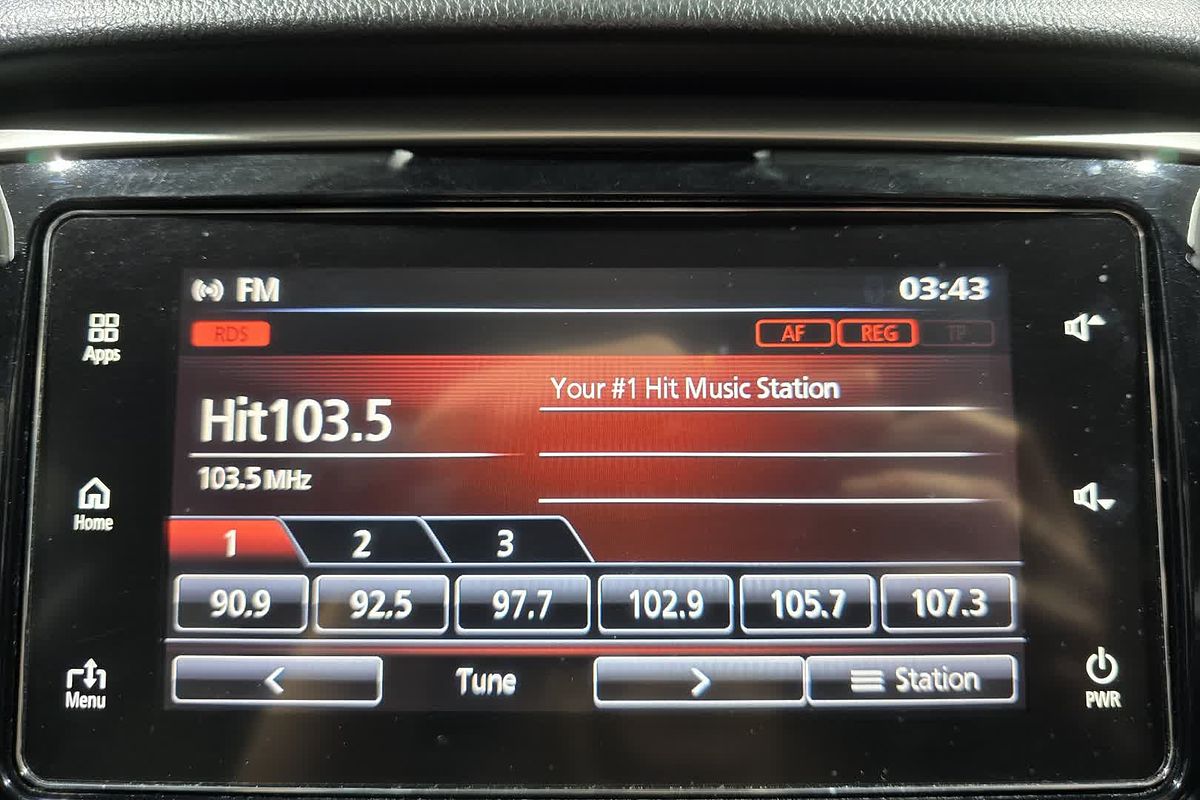 FM 03:43
RDS AF REG TP
Apps
Your #1 Hit Music Station
Hit103.5
103.5 MHz
Home
1 2 3
90.9 92.5 97.7 102.9 105.7 107.3
< Tune > Station
Menu
PWR